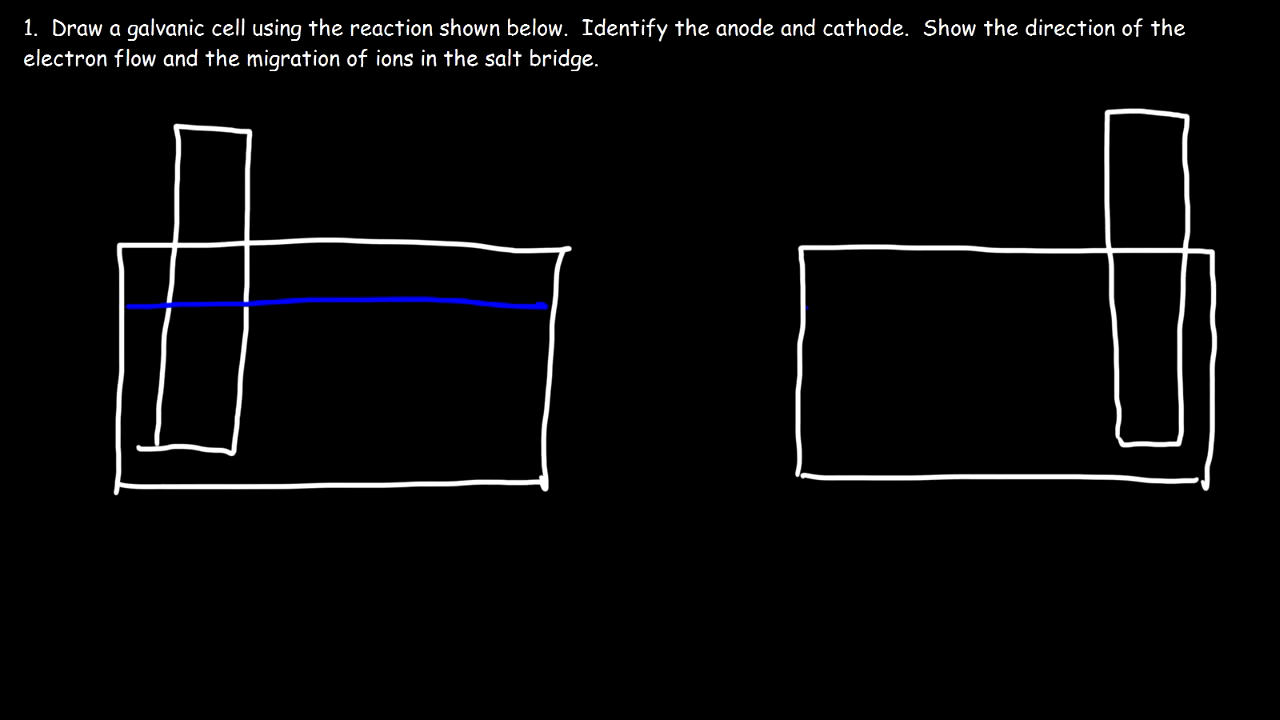 1. Draw a galvanic cell using the reaction shown below. Identify the anode and cathode. Show the direction of the
electron flow and the migration of ions in the salt bridge.